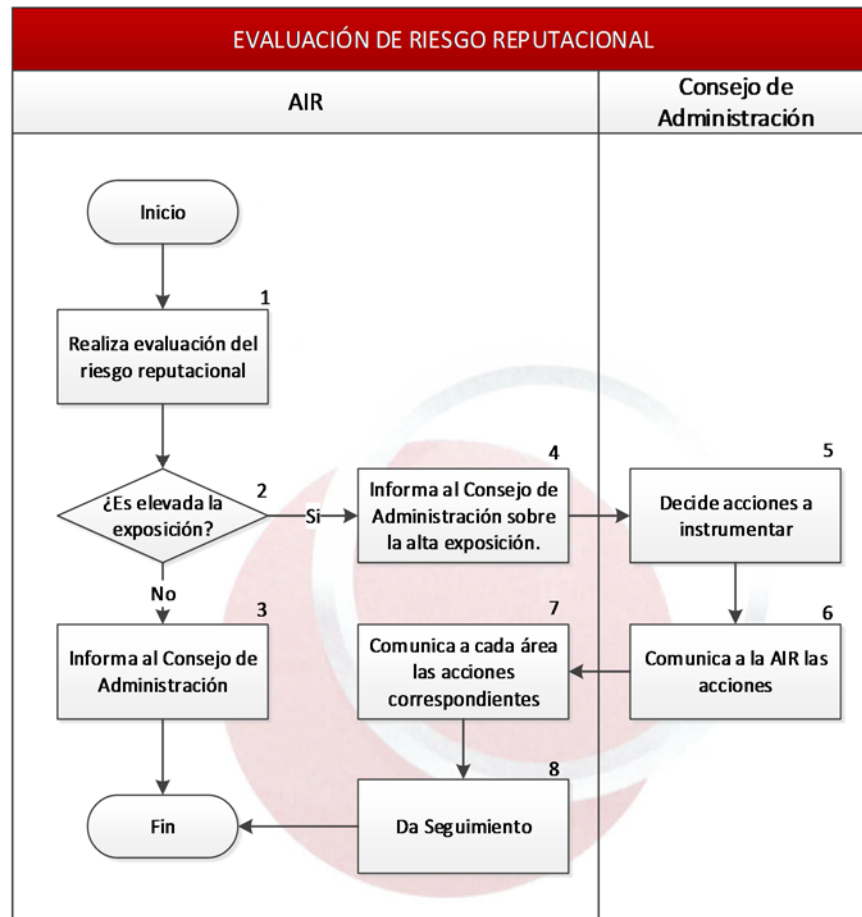 EVALUACIÓN DE RIESGO REPUTACIONAL
AIR
Consejo de
Administración
Inicio
1
Realiza evaluación del
riesgo reputacional
2
¿Es elevada la
exposición?
Si
4
Informa al Consejo de
Administración sobre
la alta exposición.
5
Decide acciones a
instrumentar
No
3
Informa al Consejo de
Administración
7
Comunica a cada área
las acciones
correspondientes
6
Comunica a la AIR las
acciones
Fin
8
Da Seguimiento